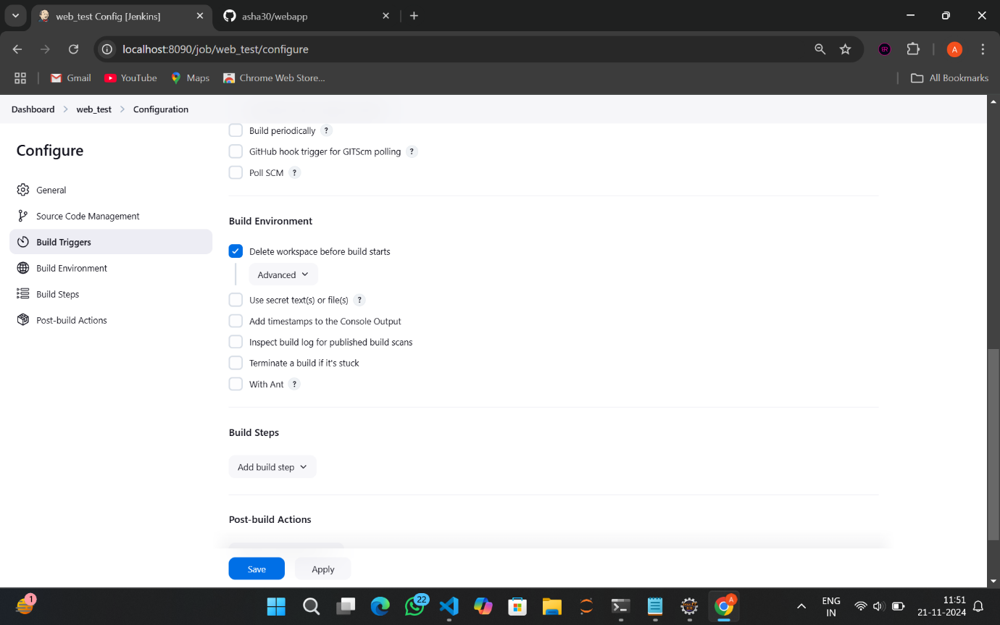 web_test Config [Jenkins]
asha30/webapp
localhost:8090/job/web_test/configure
A
Gmail
YouTube
Maps
Chrome Web Store...
All Bookmarks
Dashboard
web_test
Configuration
Configure
General
Source Code Management
Build Triggers
Build Environment
Build Steps
Post-build Actions
Build periodically ?
GitHub hook trigger for GITScm polling ?
Poll SCM ?
Build Environment
Delete workspace before build starts
Advanced
Use secret text(s) or file(s) ?
Add timestamps to the Console Output
Inspect build log for published build scans
Terminate a build if it's stuck
With Ant ?
Build Steps
Add build step
Post-build Actions
Save
Apply
1
22
A
ENG
IN
11:51
21-11-2024